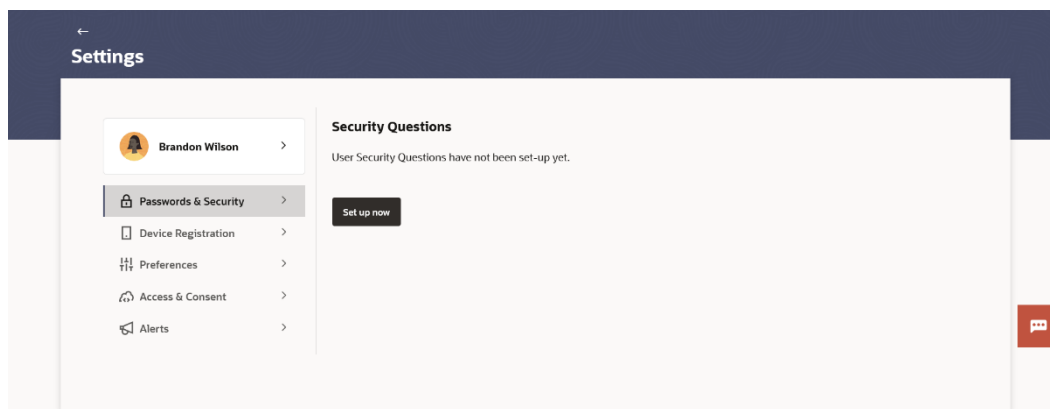 Settings
Brandon Wilson
Passwords & Security
Device Registration
Preferences
Access & Consent
Alerts
Security Questions
User Security Questions have not been set-up yet.
Set up now